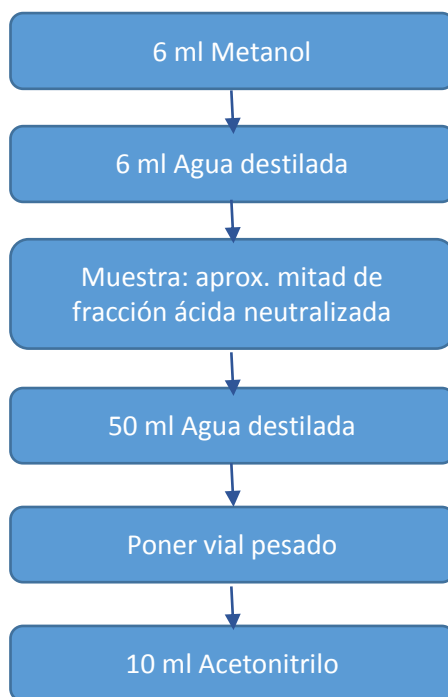 6 ml Metanol
6 ml Agua destilada
Muestra: aprox. mitad de
fracción ácida neutralizada
50 ml Agua destilada
Poner vial pesado
10 ml Acetonitrilo